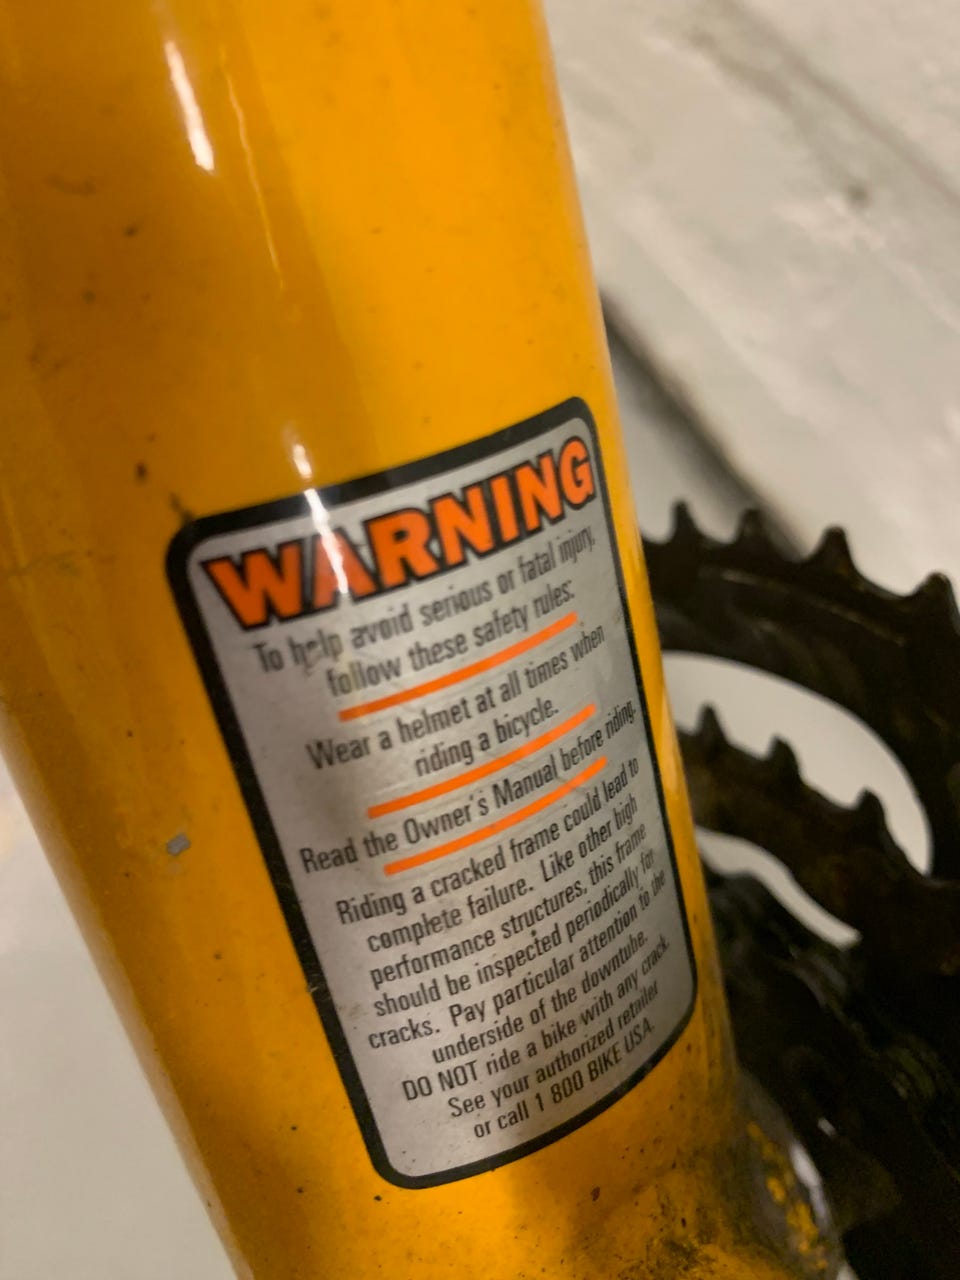 WARNING
To help avoid serious or fatal injury,
follow these safety rules:
Wear a helmet at all times when
riding a bicycle.
Read the Owner's Manual before riding.
Riding a cracked frame could lead to
complete failure. Like other high
performance structures, this frame
should be inspected periodically for
cracks. Pay particular attention to the
underside of the downtube.
DO NOT ride a bike with any crack.
See your authorized retailer
or call 1 800 BIKE USA.